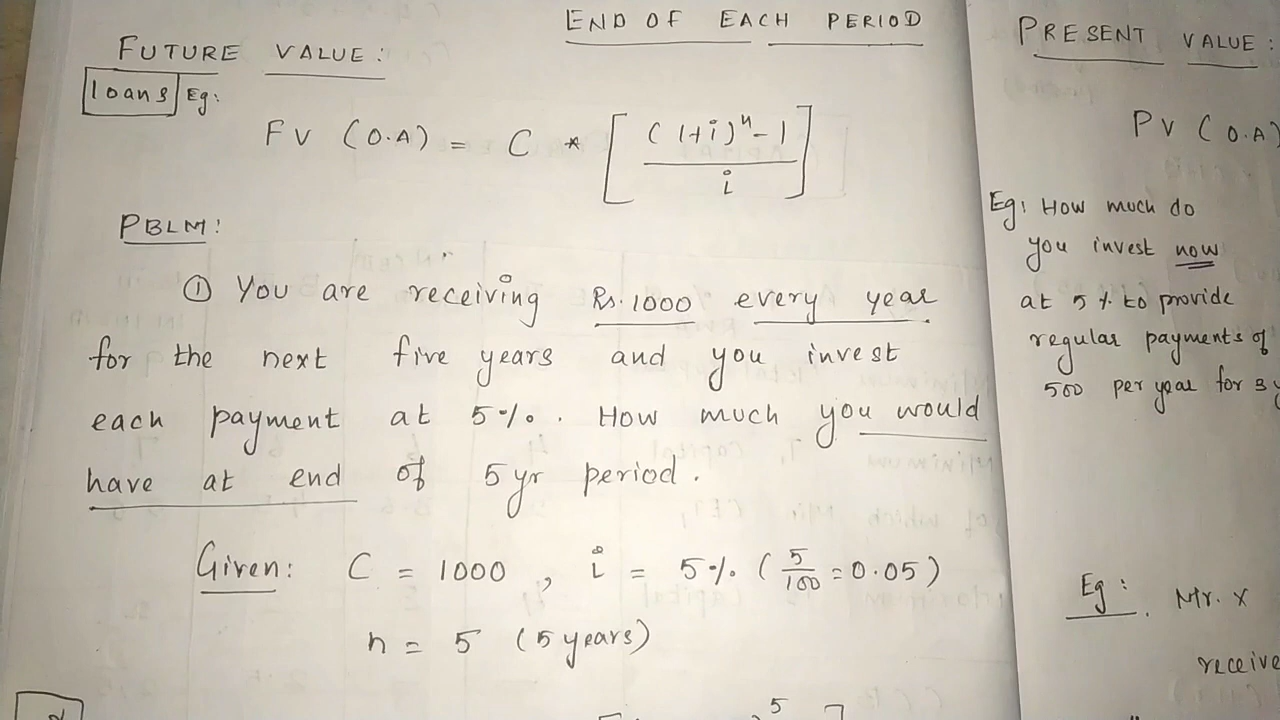 END OF EACH PERIOD
FUTURE VALUE:
loans Eg:
FV (O.A) = C * [ ((1+i)^n - 1) / i ]
PBLM:
① You are receiving Rs. 1000 every year
for the next five years and you invest
each payment at 5%. How much you would
have at end of 5 yr period.
Given: C = 1000, i = 5% (5/100 = 0.05)
n = 5 (5 years)
5
PRESENT VALUE:
PV (O.A)
Eg: How much do
you invest now
at 5% to provide
regular payments of
500 per year for 3 y
Eg: Mr. X
receive